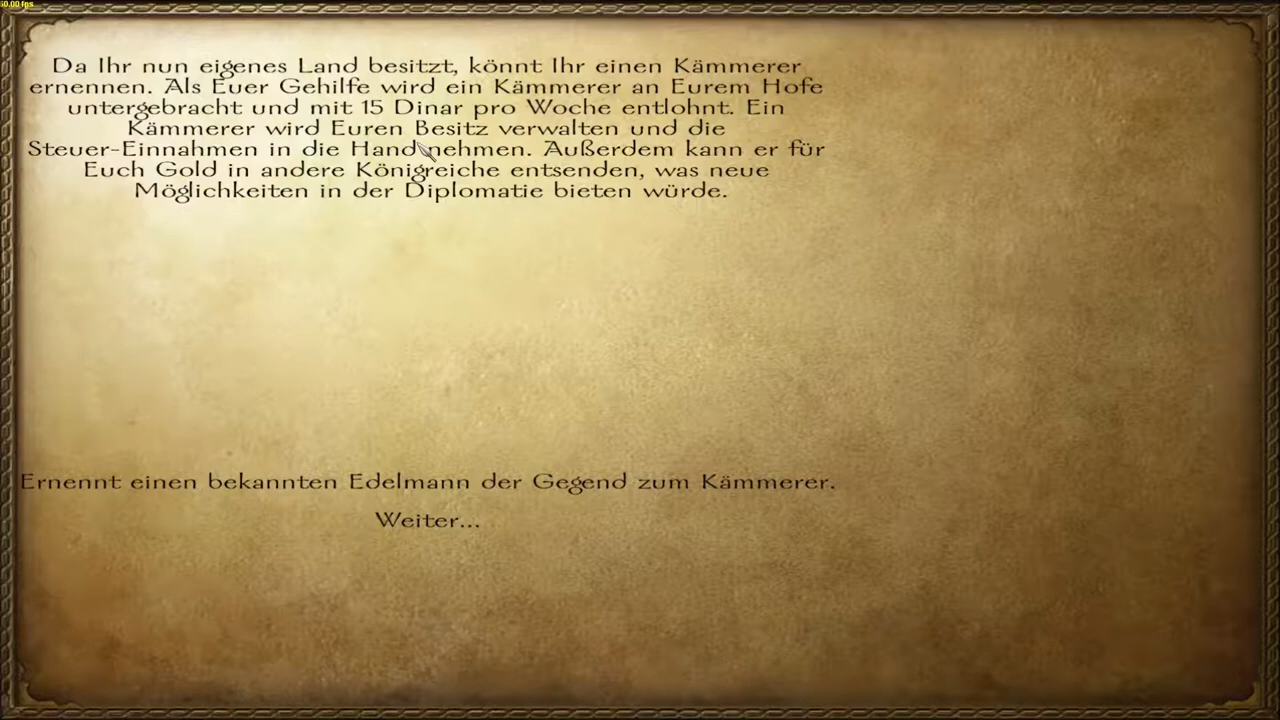 60.00 fps
Da Ihr nun eigenes Land besitzt, könnt Ihr einen Kämmerer
ernennen. Als Euer Gehilfe wird ein Kämmerer an Eurem Hofe
untergebracht und mit 15 Dinar pro Woche entlohnt. Ein
Kämmerer wird Euren Besitz verwalten und die
Steuer-Einnahmen in die Hand nehmen. Außerdem kann er für
Euch Gold in andere Königreiche entsenden, was neue
Möglichkeiten in der Diplomatie bieten würde.
Ernennt einen bekannten Edelmann der Gegend zum Kämmerer.
Weiter...